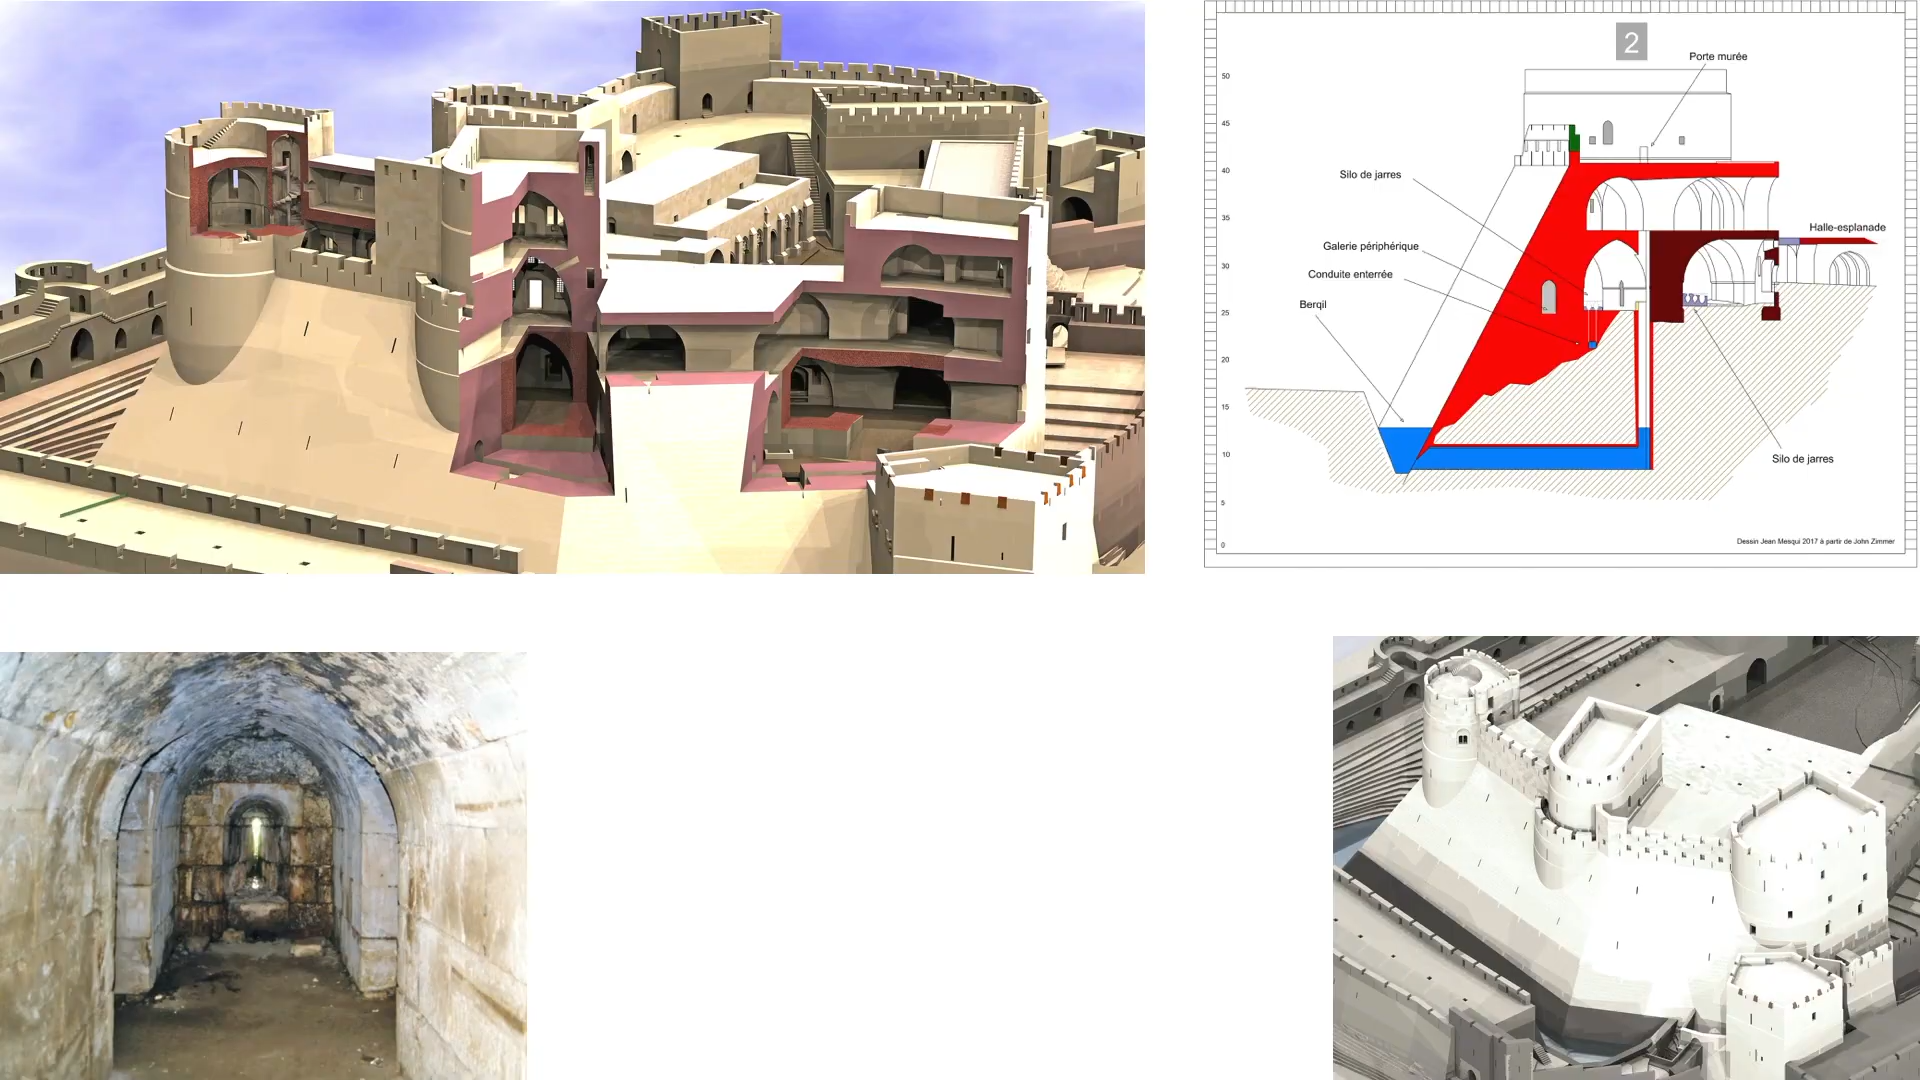 2
Porte murée
50
45
Silo de jarres
40
35
Halle-esplanade
Galerie périphérique
30
Conduite enterrée
Berqil
25
20
15
Silo de jarres
10
5
Dessin Jean Mesqui 2017 à partir de John Zimmer
0